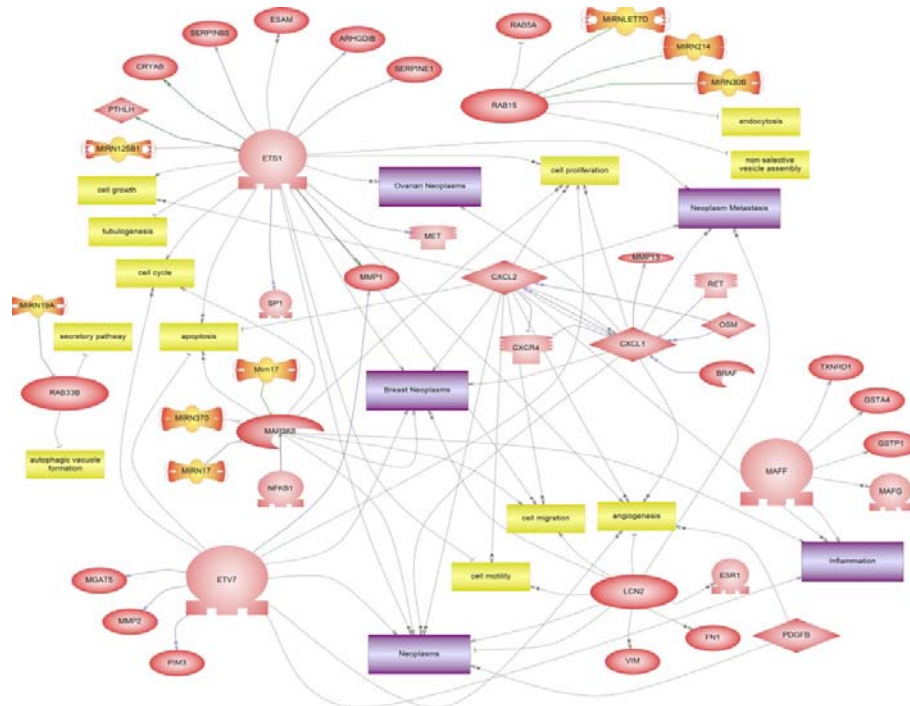 ESAM
SERPINB5
ARHGDIB
CRYAB
SERPINE1
PTHLH
MIRN125B1
ETS1
cell growth
tubulogenesis
cell cycle
RAB5A
MIRNLET7D
MIRN214
MIRN30B
RAB15
endocytosis
non-selective
vesicle assembly
cell proliferation
Ovarian Neoplasms
Neoplasm Metastasis
MET
MMP1
SP1
CXCL2
MMP13
RET
OSM
CXCR4
CXCL1
BRAF
MIRN19A
secretory pathway
apoptosis
RAB33B
autophagic vacuole
formation
Mirn17
MIRN370
MAP3K8
MIRN17
NFKB1
Breast Neoplasms
TXNRD1
GSTA4
GSTP1
MAFF
MAFG
cell migration
angiogenesis
Inflammation
cell motility
ESR1
LCN2
MGAT5
ETV7
MMP2
PIM3
Neoplasms
VIM
FN1
PDGFB